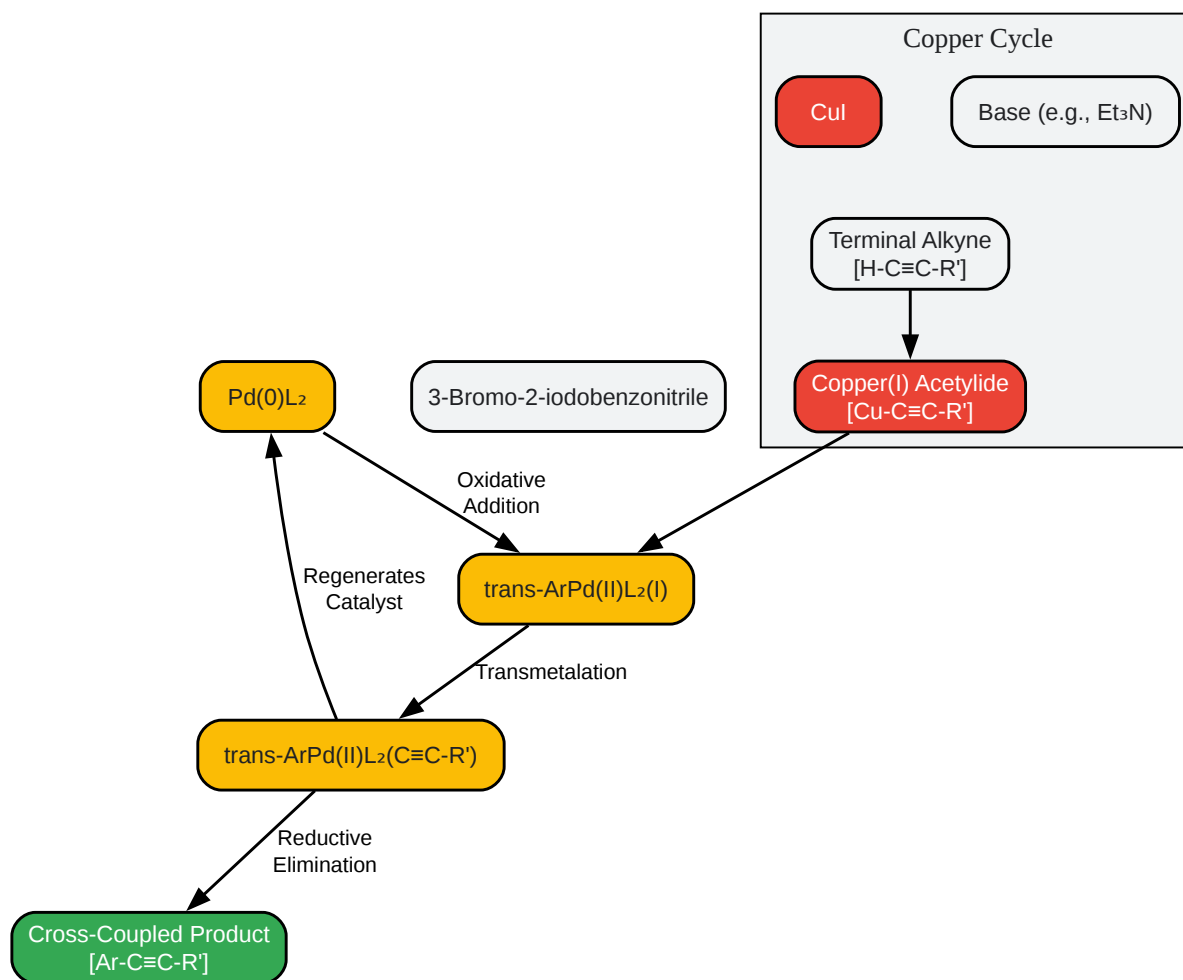 Copper Cycle
CuI
Base (e.g., Et₃N)
Terminal Alkyne
[H-C≡C-R']
Pd(0)L₂
3-Bromo-2-iodobenzonitrile
Copper(I) Acetylide
[Cu-C≡C-R']
Oxidative
Addition
Regenerates
Catalyst
trans-ArPd(II)L₂(I)
Transmetalation
trans-ArPd(II)L₂(C≡C-R')
Reductive
Elimination
Cross-Coupled Product
[Ar-C≡C-R']